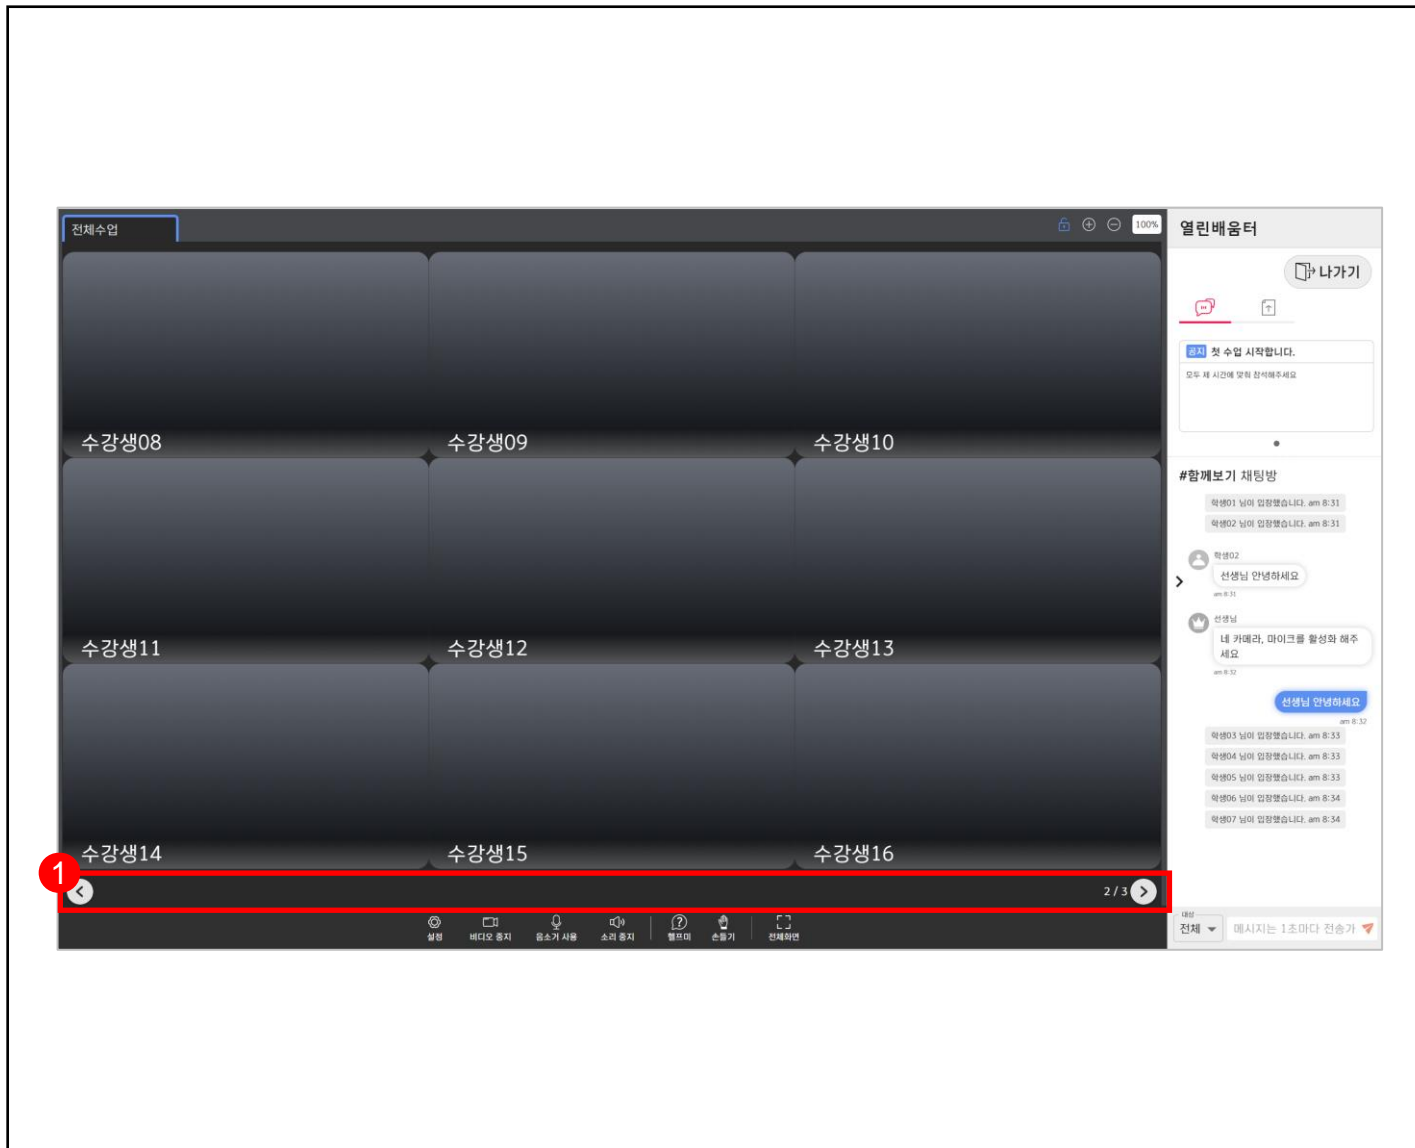 전체수업
100%
수강생08
수강생09
수강생10
수강생11
수강생12
수강생13
수강생14
수강생15
수강생16
1
2 / 3
설정
비디오 중지
음소거 사용
소리 중지
헬프미
손들기
전체화면
열린배움터
나가기
공지 첫 수업 시작합니다.
모두 제 시간에 맞춰 참석해주세요
#함께보기 채팅방
학생01 님이 입장했습니다. am 8:31
학생02 님이 입장했습니다. am 8:31
학생02
선생님 안녕하세요
am 8:31
선생님
네 카메라, 마이크를 활성화 해주
세요
am 8:32
선생님 안녕하세요
am 8:32
학생03 님이 입장했습니다. am 8:33
학생04 님이 입장했습니다. am 8:33
학생05 님이 입장했습니다. am 8:33
학생06 님이 입장했습니다. am 8:34
학생07 님이 입장했습니다. am 8:34
대상
전체
메시지는 1초마다 전송가